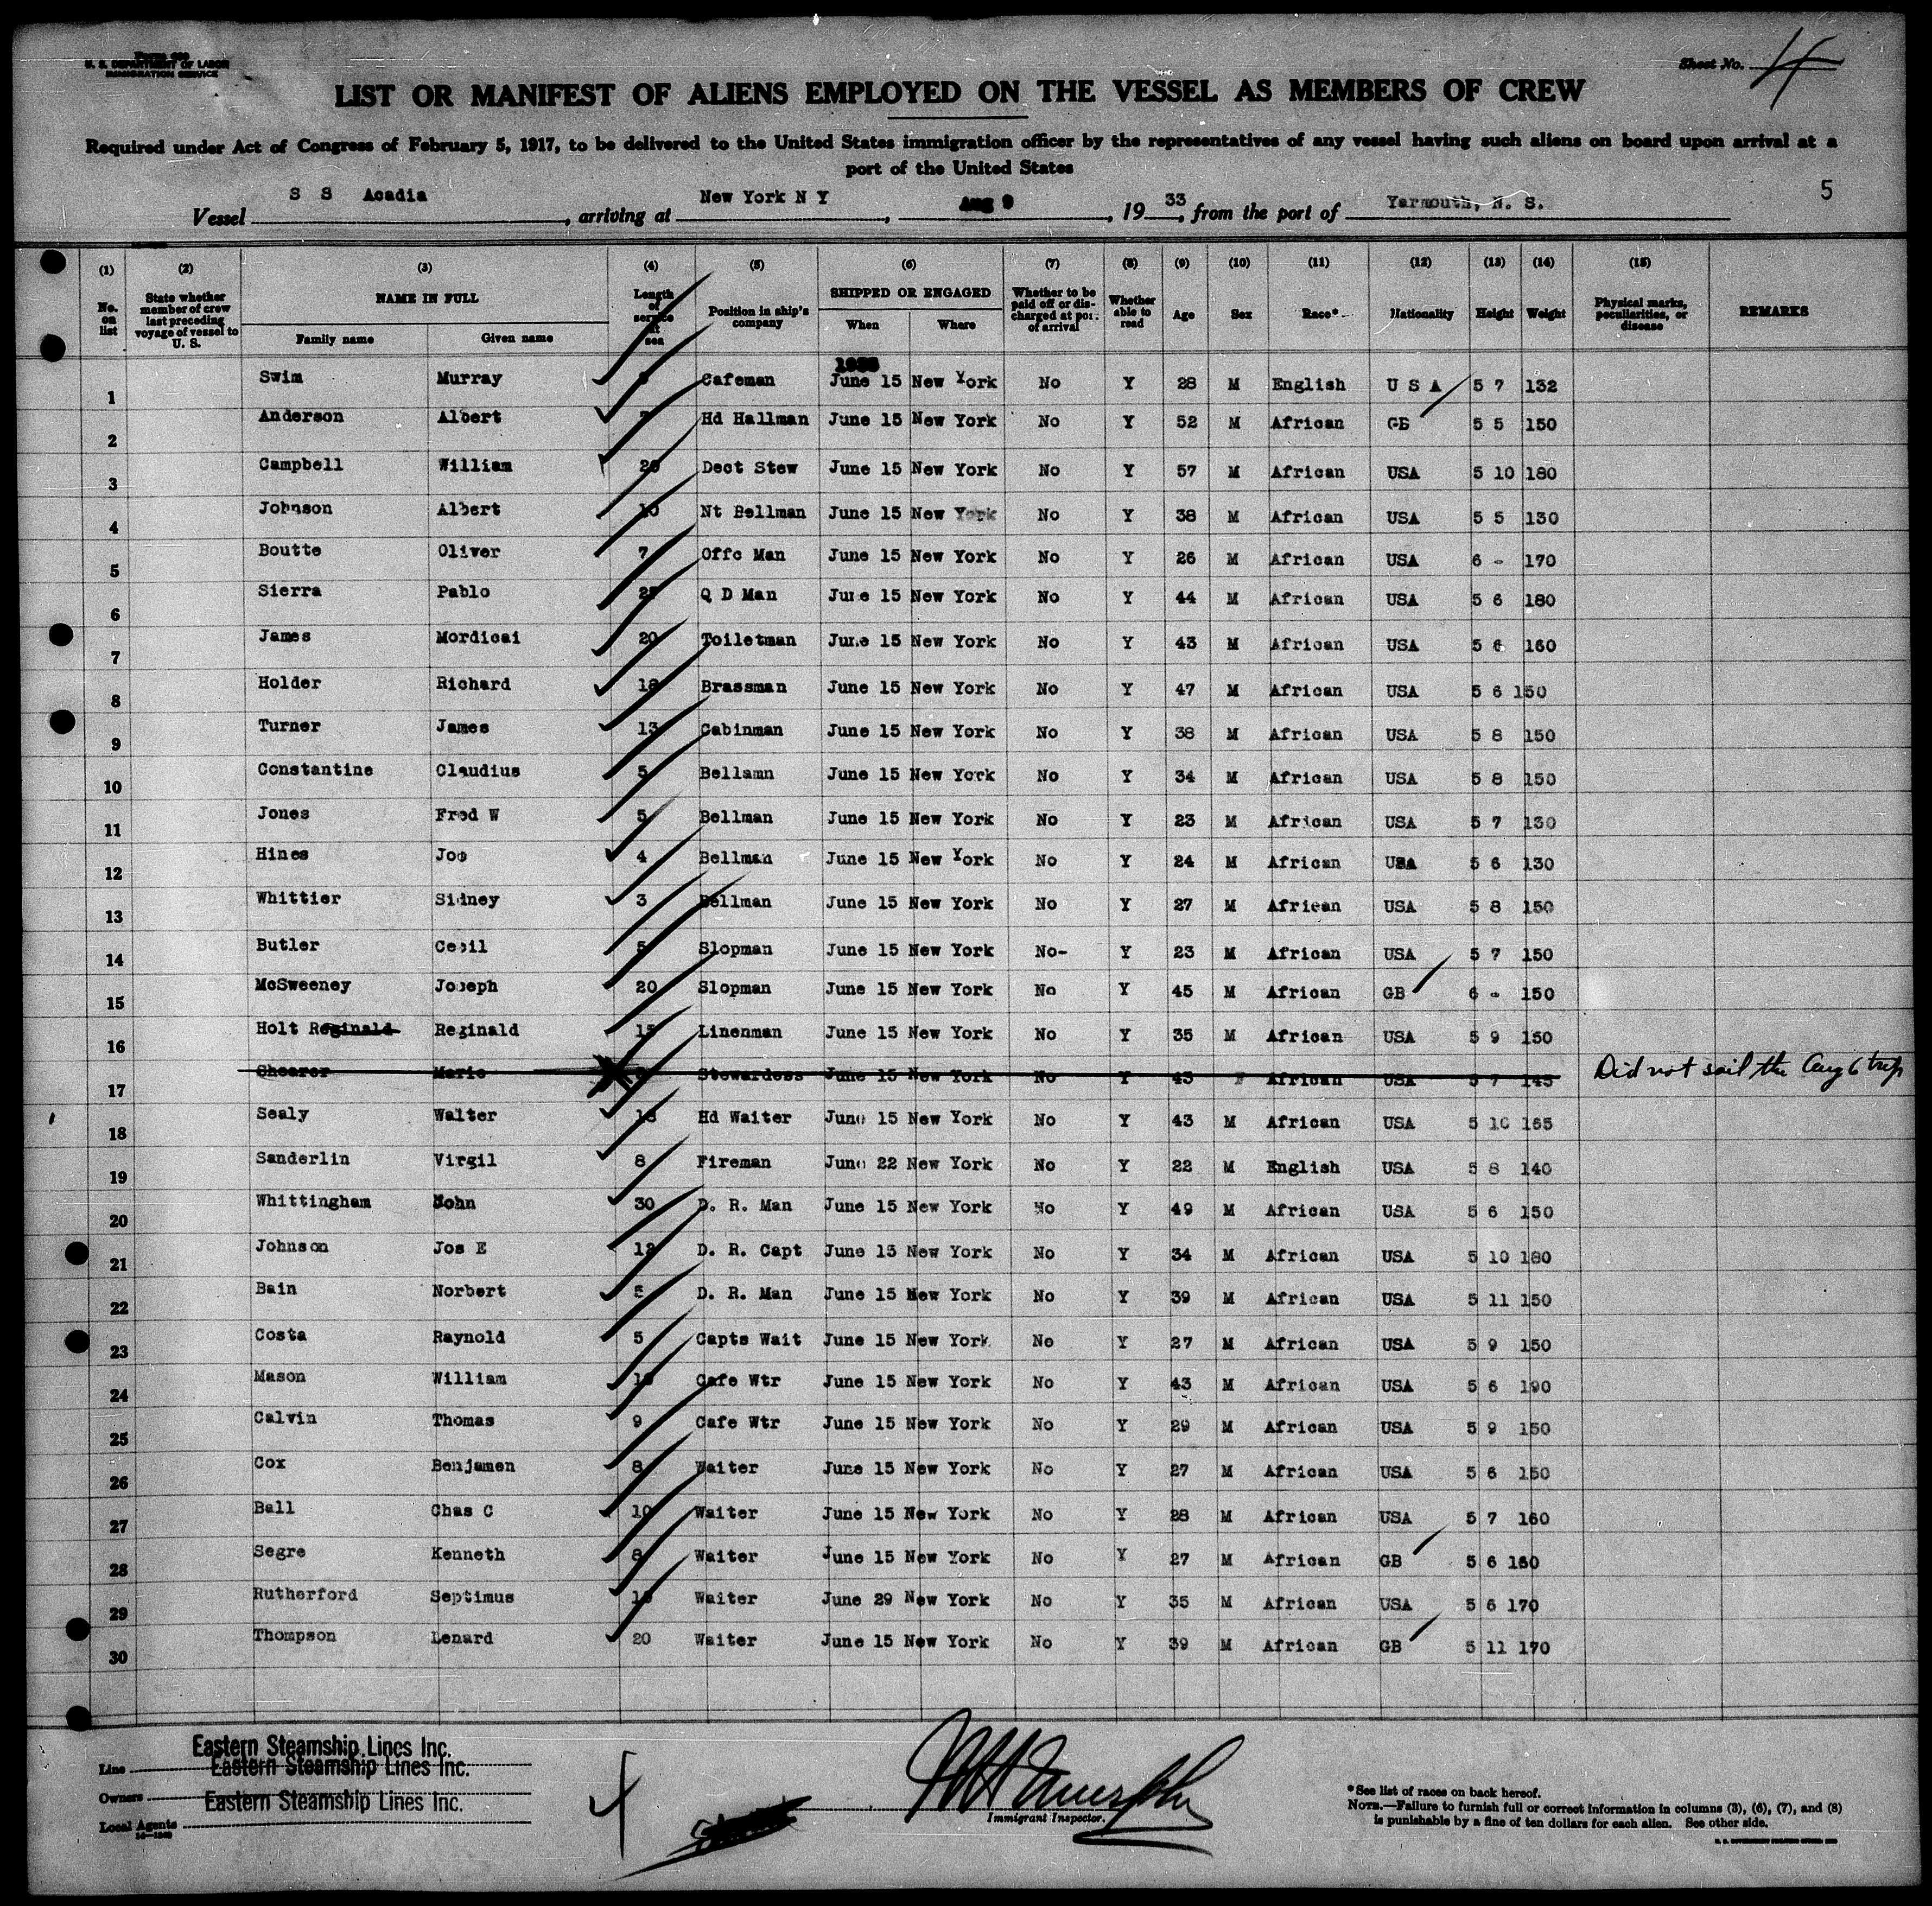 Form 689
U. S. DEPARTMENT OF LABOR
IMMIGRATION SERVICE
Sheet No. 4
LIST OR MANIFEST OF ALIENS EMPLOYED ON THE VESSEL AS MEMBERS OF CREW
Required under Act of Congress of February 5, 1917, to be delivered to the United States immigration officer by the representatives of any vessel having such aliens on board upon arrival at a
port of the United States
5
Vessel S S Acadia, arriving at New York N Y, Aug 9, 1933, from the port of Yarmouth, N. S.
(1) (2) (3) (4) (5) (6) (7) (8) (9) (10) (11) (12) (13) (14) (15)
No. on list State whether member of crew last preceding voyage of vessel to U. S. NAME IN FULL Family name Given name Length of service at sea Position in ship's company SHIPPED OR ENGAGED When Where Whether to be paid off or discharged at port of arrival Whether able to read Age Sex Race* Nationality Height Weight Physical marks, peculiarities, or disease REMARKS
1933
1 Swim Murray Cafeman June 15 New York No Y 28 M English U S A 5 7 132
2 Anderson Albert Hd Hallman June 15 New York No Y 52 M African GB 5 5 150
3 Campbell William 20 Dect Stew June 15 New York No Y 57 M African USA 5 10 180
4 Johnson Albert 10 Nt Bellman June 15 New York No Y 38 M African USA 5 5 130
5 Boutte Oliver 7 Offc Man June 15 New York No Y 26 M African USA 6 - 170
6 Sierra Pablo Q D Man June 15 New York No Y 44 M African USA 5 6 180
7 James Mordicai 20 Toiletman June 15 New York No Y 43 M African USA 5 6 160
8 Holder Richard 18 Brassman June 15 New York No Y 47 M African USA 5 6 150
9 Turner James 13 Cabinman June 15 New York No Y 38 M African USA 5 8 150
10 Constantine Claudius 5 Bellamn June 15 New York No Y 34 M African USA 5 8 150
11 Jones Fred W 5 Bellman June 15 New York No Y 23 M African USA 5 7 130
12 Hines Joe 4 Bellman June 15 New York No Y 24 M African USA 5 6 130
13 Whittier Sidney 3 Bellman June 15 New York No Y 27 M African USA 5 8 150
14 Butler Cecil 5 Slopman June 15 New York No- Y 23 M African USA 5 7 150
15 McSweeney Joseph 20 Slopman June 15 New York No Y 45 M African GB 6 - 150
16 Holt Reginald Reginald 15 Linenman June 15 New York No Y 35 M African USA 5 9 150
17 Shearer Marie Stewardess June 15 New York No Y 43 F African USA 5 7 145 Did not sail the Aug 6 trip
18 Sealy Walter 18 Hd Waiter June 15 New York No Y 43 M African USA 5 10 165
19 Sanderlin Virgil 8 Fireman June 22 New York No Y 22 M English USA 5 8 140
20 Whittingham John 30 D. R. Man June 15 New York No Y 49 M African USA 5 6 150
21 Johnson Jos E 12 D. R. Capt June 15 New York No Y 34 M African USA 5 10 180
22 Bain Norbert 5 D. R. Man June 15 New York No Y 39 M African USA 5 11 150
23 Costa Raynold 5 Capts Wait June 15 New York No Y 27 M African USA 5 9 150
24 Mason William Cafe Wtr June 15 New York No Y 43 M African USA 5 6 190
25 Calvin Thomas 9 Cafe Wtr June 15 New York No Y 29 M African USA 5 9 150
26 Cox Benjamen 8 Waiter June 15 New York No Y 27 M African USA 5 6 150
27 Ball Chas C 10 Waiter June 15 New York No Y 28 M African USA 5 7 160
28 Segre Kenneth 8 Waiter June 15 New York No Y 27 M African GB 5 6 160
29 Rutherford Septimus Waiter June 29 New York No Y 35 M African USA 5 6 170
30 Thompson Lenard 20 Waiter June 15 New York No Y 39 M African GB 5 11 170
Eastern Steamship Lines Inc.
Line Eastern Steamship Lines Inc.
Owners Eastern Steamship Lines Inc.
Local Agents
Immigrant Inspector.
*See list of races on back hereof.
NOTE.—Failure to furnish full or correct information in columns (3), (6), (7), and (8)
is punishable by a fine of ten dollars for each alien. See other side.